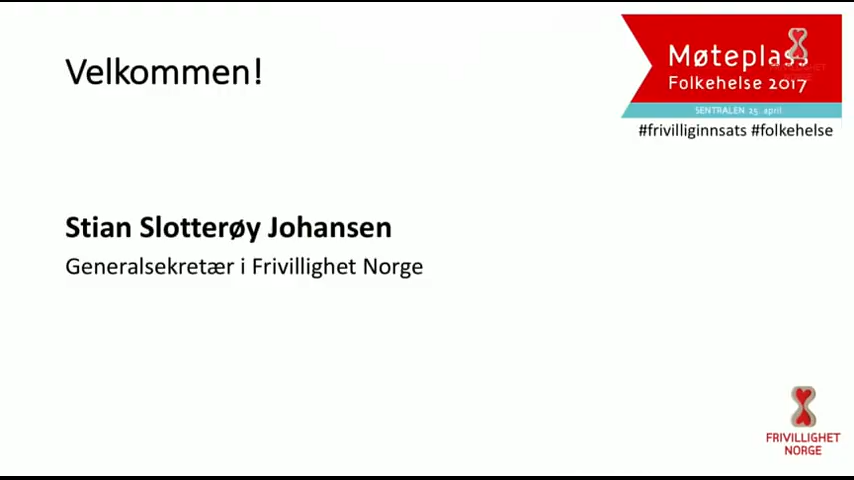 Velkommen!
Møteplass
Folkehelse 2017
SENTRALEN 25. april
#frivilliginnsats #folkehelse
Stian Slotterøy Johansen
Generalsekretær i Frivillighet Norge
FRIVILLIGHET
NORGE